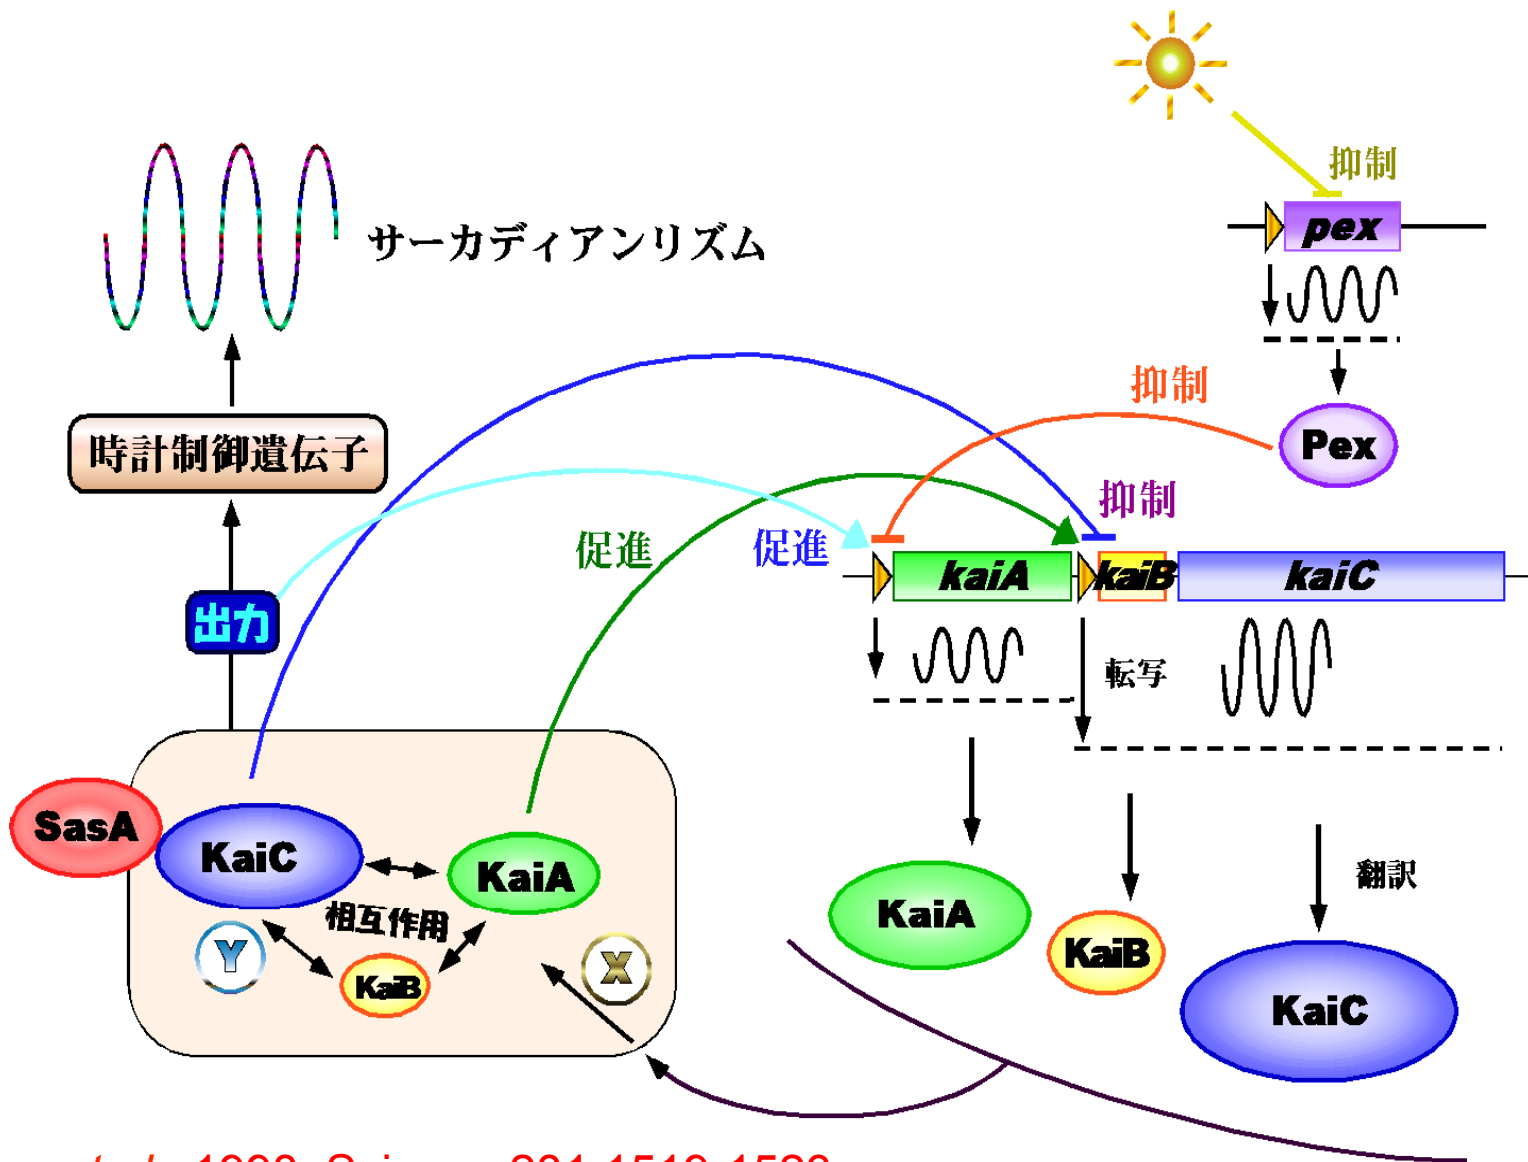 抑制
pex
サーカディアンリズム
抑制
時計制御遺伝子
Pex
抑制
促進
促進
kaiA
kaiB
kaiC
出力
転写
SasA
KaiC
KaiA
翻訳
KaiA
相互作用
KaiB
Y
X
KaiB
KaiC
1998